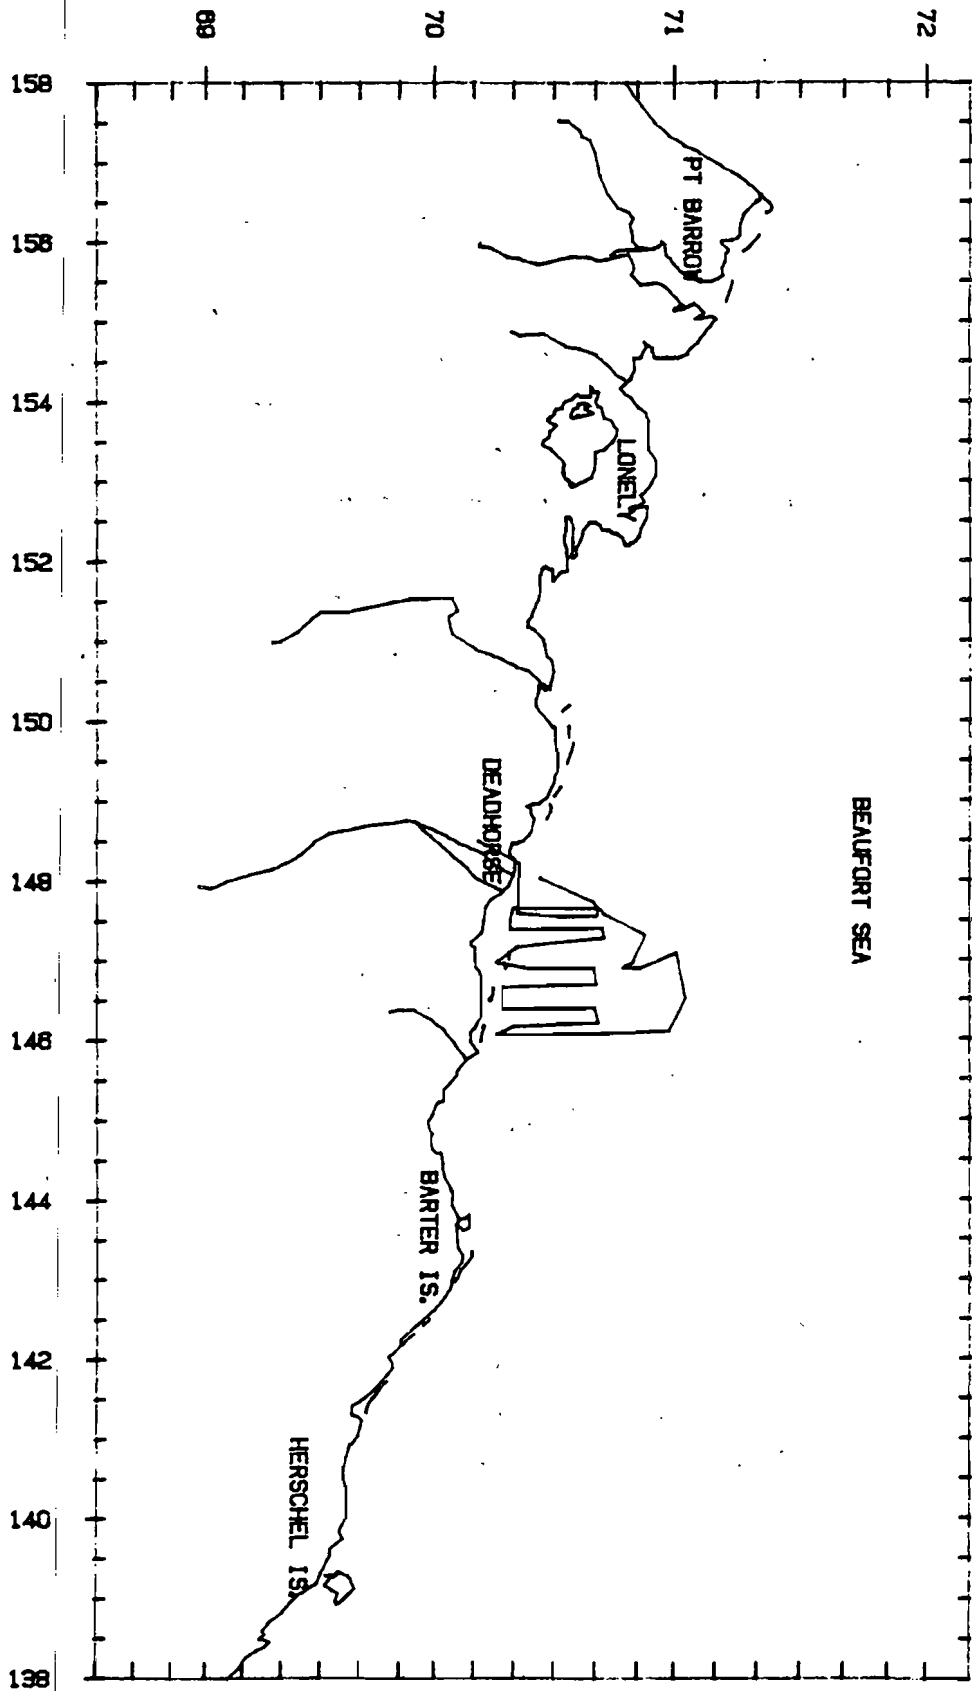 69
70
71
72
158
156
154
152
150
148
146
144
142
140
138
PT BARROW
LONELY
DEADHORSE
BEAUFORT SEA
BARTER IS.
HERSCHEL IS.